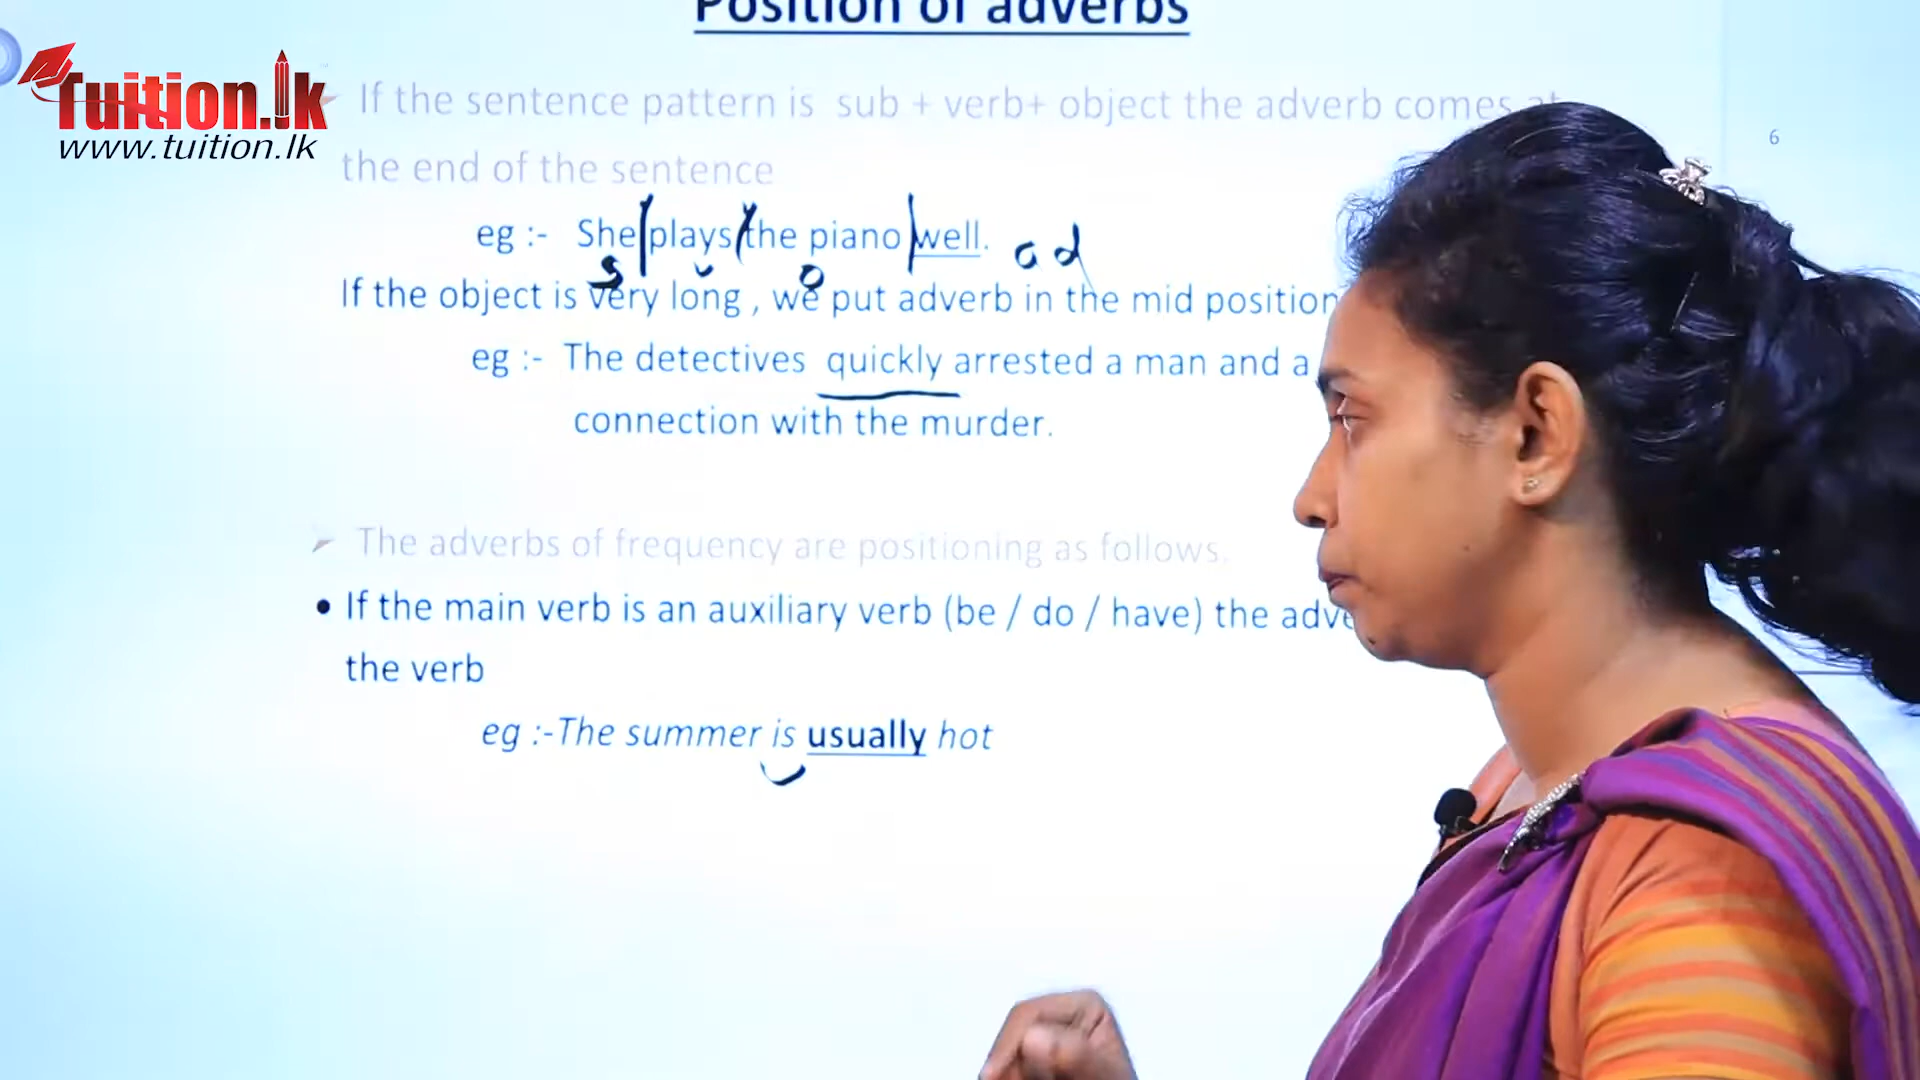 Position of adverbs
Tuition.lk
www.tuition.lk
If the sentence pattern is sub + verb+ object the adverb comes at
6
the end of the sentence
eg :- She plays the piano well. ad
S v o
If the object is very long , we put adverb in the mid position
eg :- The detectives quickly arrested a man and a
connection with the murder.
The adverbs of frequency are positioning as follows.
• If the main verb is an auxiliary verb (be / do / have) the
the verb
eg :-The summer is usually hot